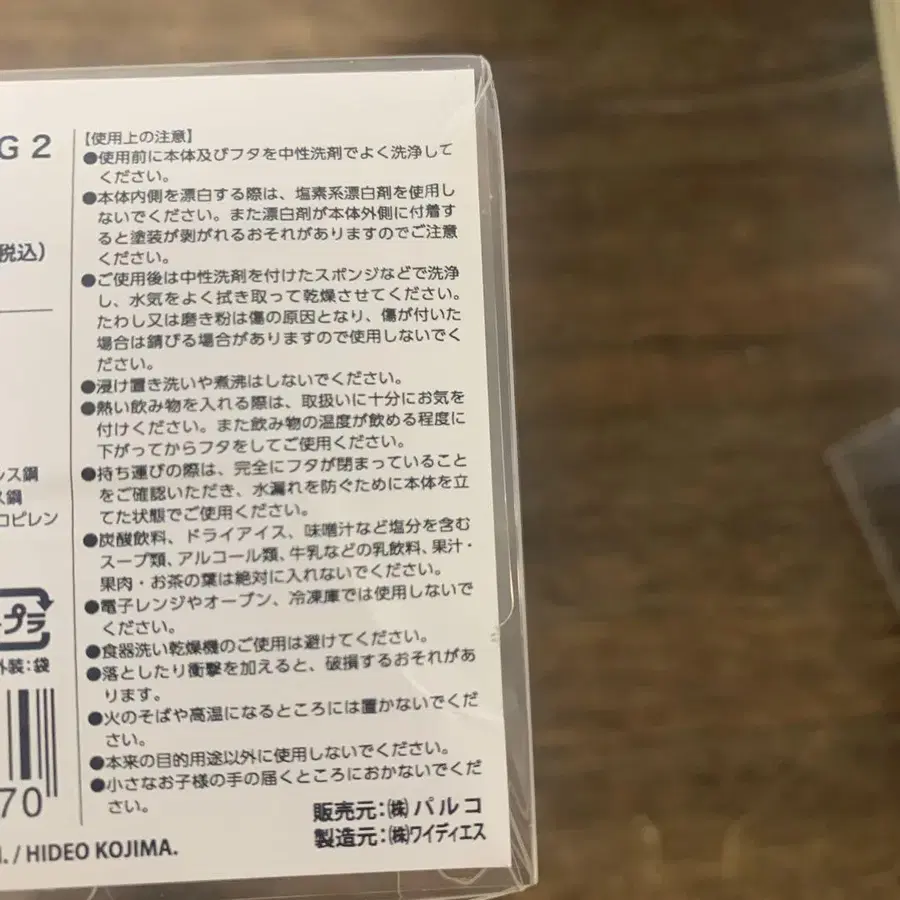 G 2
税込)
ス鋼
ス鋼
コピレン
プラ
外装:袋
70
【使用上の注意】
●使用前に本体及びフタを中性洗剤でよく洗浄して
ください。
●本体内側を漂白する際は、塩素系漂白剤を使用し
ないでください。また漂白剤が本体外側に付着す
ると塗装が剥がれるおそれがありますのでご注意
ください。
●ご使用後は中性洗剤を付けたスポンジなどで洗浄
し、水気をよく拭き取って乾燥させてください。
たわし又は磨き粉は傷の原因となり、傷が付いた
場合は錆びる場合がありますので使用しないでく
ださい。
●浸け置き洗いや煮沸はしないでください。
●熱い飲み物を入れる際は、取扱いに十分にお気を
付けください。また飲み物の温度が飲める程度に
下がってからフタをしてご使用ください。
●持ち運びの際は、完全にフタが閉まっていること
をご確認いただき、水漏れを防ぐために本体を立
てた状態でご使用ください。
●炭酸飲料、ドライアイス、味噌汁など塩分を含む
スープ類、アルコール類、牛乳などの乳飲料、果汁・
果肉・お茶の葉は絶対に入れないでください。
●電子レンジやオーブン、冷凍庫では使用しないで
ください。
●食器洗い乾燥機のご使用は避けてください。
●落としたり衝撃を加えると、破損するおそれがあ
ります。
●火のそばや高温になるところには置かないでくだ
さい。
●本来の目的用途以外に使用しないでください。
●小さなお子様の手の届くところにおかないでくだ
さい。
販売元:㈱パルコ
製造元:㈱ワイディエス
. / HIDEO KOJIMA.